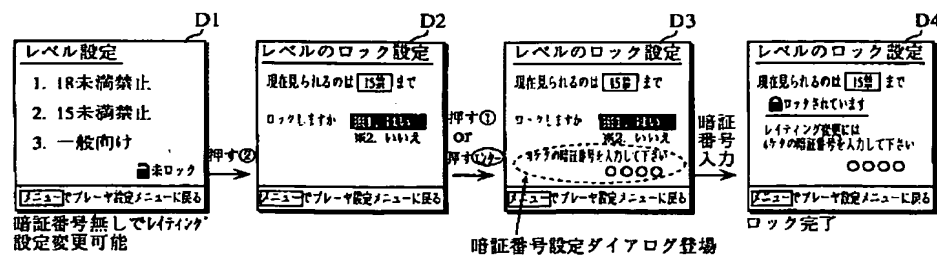 D1
レベル設定
1. 18未満禁止
2. 15未満禁止
3. 一般向け
未ロック
メニューでプレーヤ設定メニューに戻る
暗証番号無しでレイティング
設定変更可能
押す②
D2
レベルのロック設定
現在見られるのは 15禁 まで
ロックしますか
※1. はい
※2. いいえ
メニューでプレーヤ設定メニューに戻る
押す①
or
押すエンター
D3
レベルのロック設定
現在見られるのは 15禁 まで
ロックしますか
※1. はい
※2. いいえ
4ケタの暗証番号を入力して下さい
○○○○
メニューでプレーヤ設定メニューに戻る
暗証番号設定ダイアログ登場
暗証
番号
入力
D4
レベルのロック設定
現在見られるのは 15禁 まで
ロックされています
レイティング変更には
4ケタの暗証番号を入力して下さい
○○○○
メニューでプレーヤ設定メニューに戻る
ロック完了